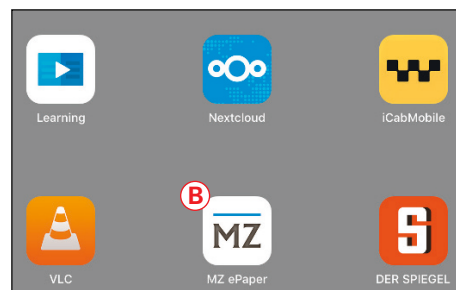 Learning
Nextcloud
iCabMobile
B
MZ
S
VLC
MZ ePaper
DER SPIEGEL